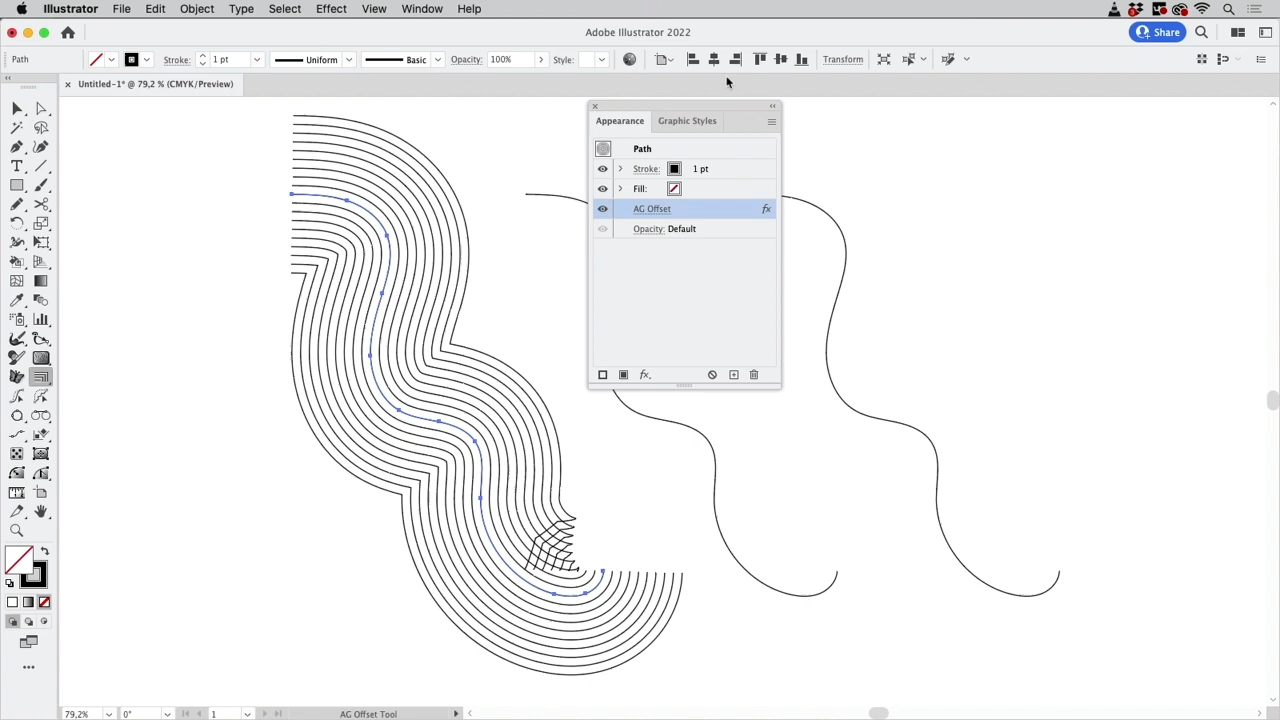 Illustrator File Edit Object Type Select Effect View Window Help
Adobe Illustrator 2022
Share
Path Stroke: 1 pt Uniform Basic Opacity: 100% Style: Transform
Untitled-1* @ 79,2 % (CMYK/Preview)
Appearance Graphic Styles
Path
Stroke: 1 pt
Fill:
AG Offset fx
Opacity: Default
fx.
79,2% 0° 1 AG Offset Tool